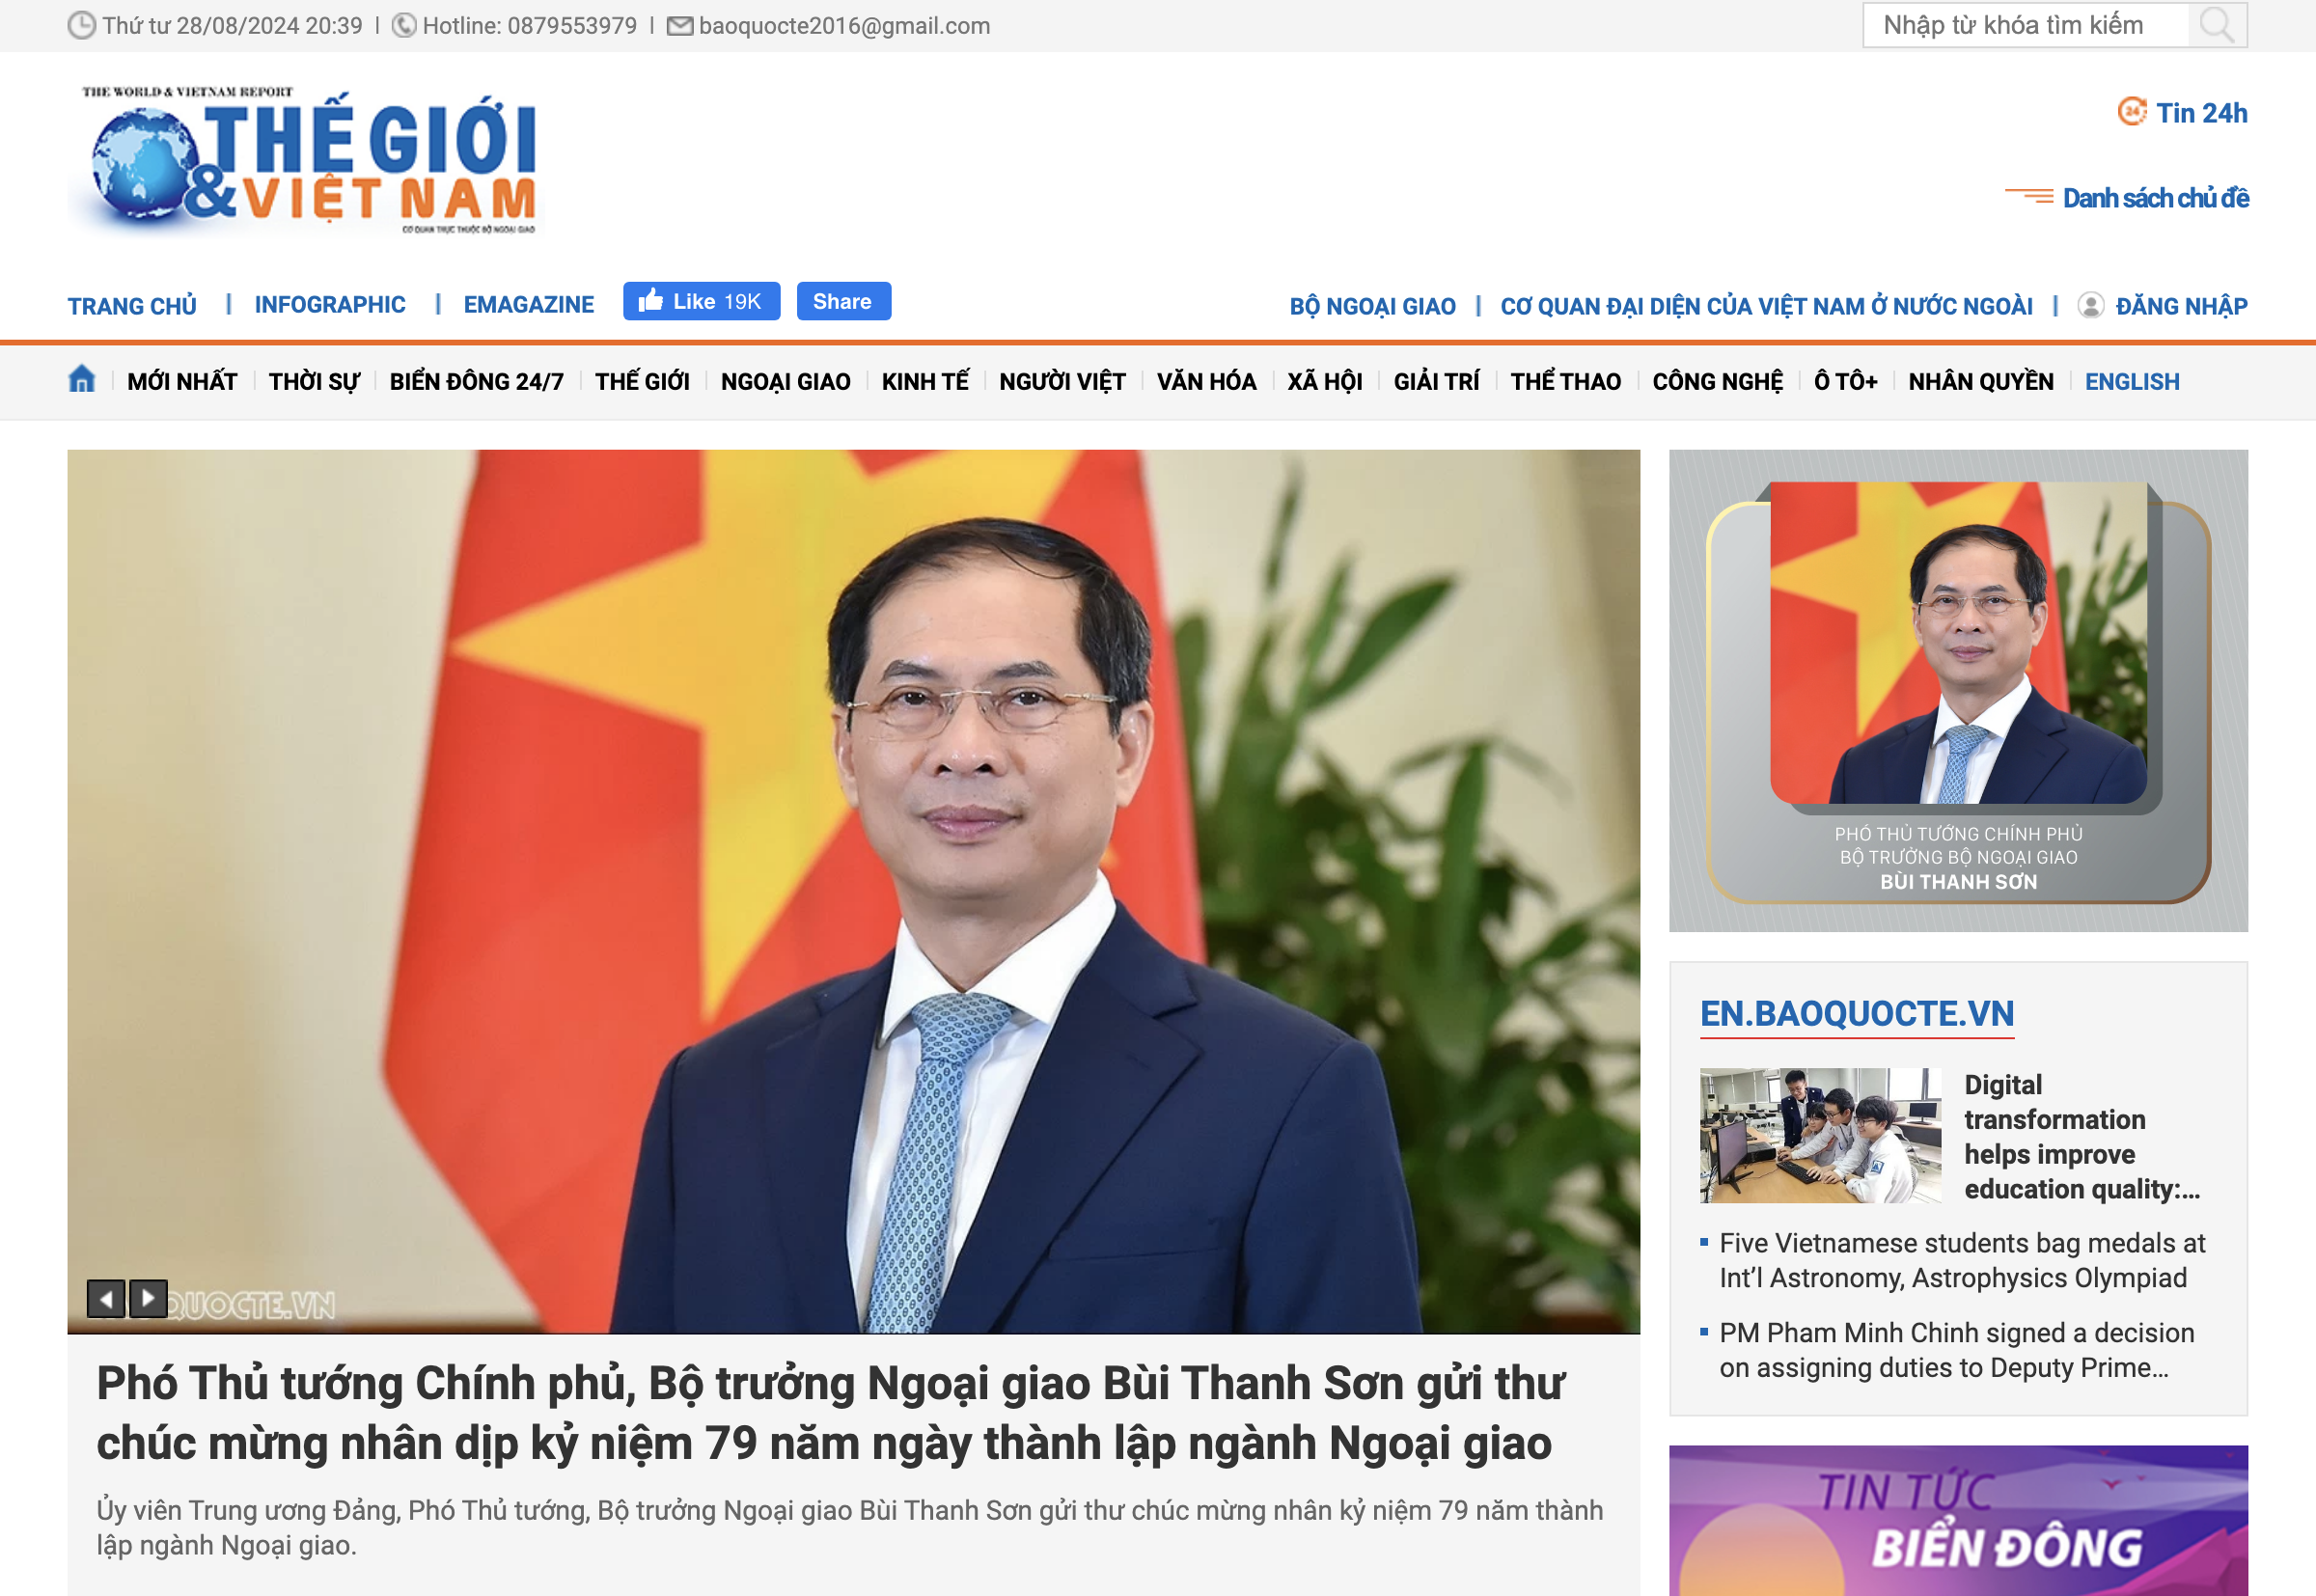 Thứ tư 28/08/2024 20:39 | Hotline: 0879553979 | baoquocte2016@gmail.com
Nhập từ khóa tìm kiếm
THE WORLD & VIETNAM REPORT
THẾ GIỚI
& VIỆT NAM
CƠ QUAN TRỰC THUỘC BỘ NGOẠI GIAO
24
Tin 24h
Danh sách chủ đề
TRANG CHỦ | INFOGRAPHIC | EMAGAZINE
Like 19K
Share
BỘ NGOẠI GIAO | CƠ QUAN ĐẠI DIỆN CỦA VIỆT NAM Ở NƯỚC NGOÀI | ĐĂNG NHẬP
MỚI NHẤT THỜI SỰ BIỂN ĐÔNG 24/7 THẾ GIỚI NGOẠI GIAO KINH TẾ NGƯỜI VIỆT VĂN HÓA XÃ HỘI GIẢI TRÍ THỂ THAO CÔNG NGHỆ Ô TÔ+ NHÂN QUYỀN ENGLISH
QUOCTE.VN
Phó Thủ tướng Chính phủ, Bộ trưởng Ngoại giao Bùi Thanh Sơn gửi thư
chúc mừng nhân dịp kỷ niệm 79 năm ngày thành lập ngành Ngoại giao
Ủy viên Trung ương Đảng, Phó Thủ tướng, Bộ trưởng Ngoại giao Bùi Thanh Sơn gửi thư chúc mừng nhân kỷ niệm 79 năm thành
lập ngành Ngoại giao.
PHÓ THỦ TƯỚNG CHÍNH PHỦ
BỘ TRƯỞNG BỘ NGOẠI GIAO
BÙI THANH SƠN
EN.BAOQUOCTE.VN
Digital
transformation
helps improve
education quality:...
Five Vietnamese students bag medals at
Int'l Astronomy, Astrophysics Olympiad
PM Pham Minh Chinh signed a decision
on assigning duties to Deputy Prime...
TIN TỨC
BIỂN ĐÔNG